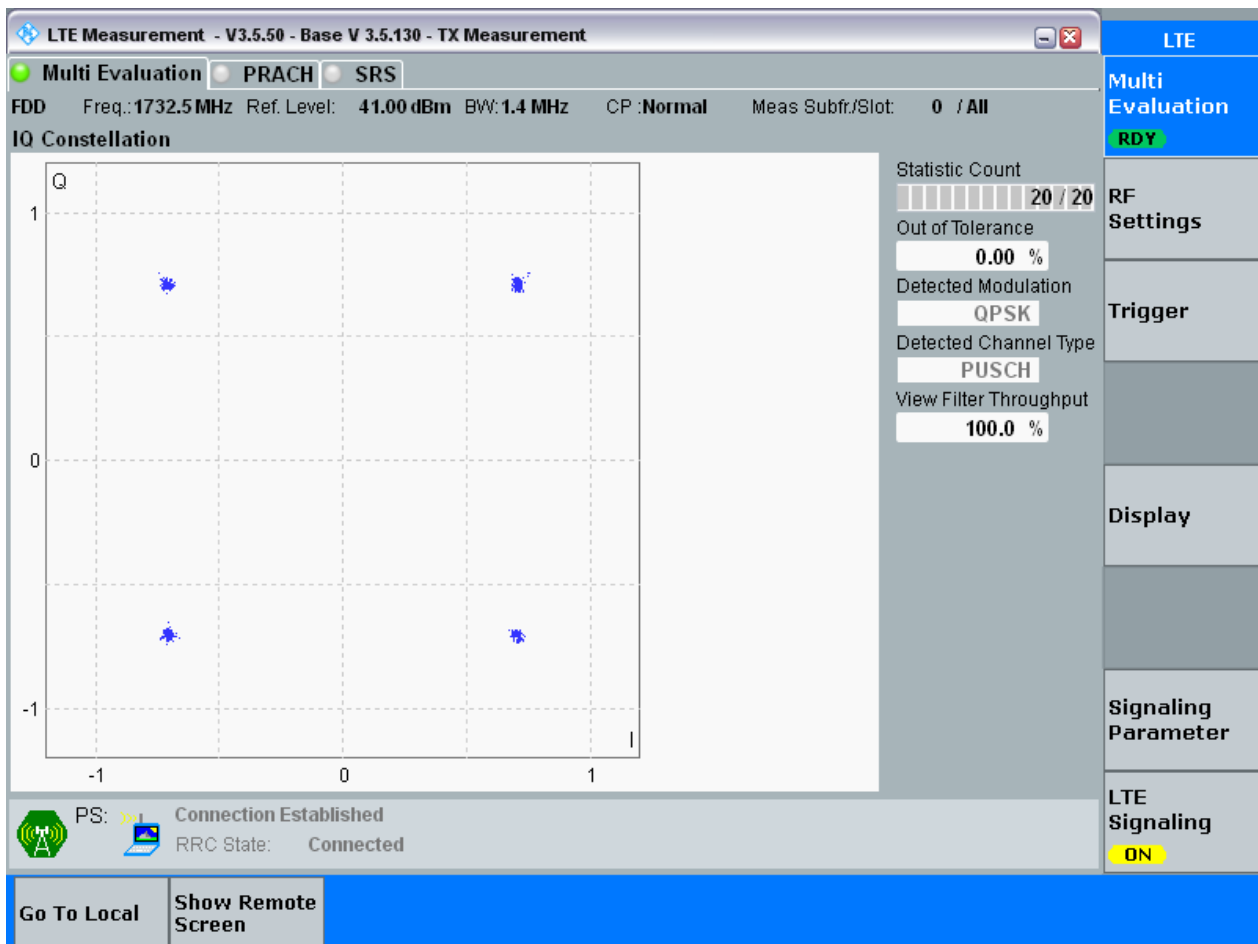 LTE Measurement - V3.5.50 - Base V 3.5.130 - TX Measurement
LTE
Multi Evaluation PRACH SRS
Multi
Evaluation
RDY
FDD Freq.: 1732.5 MHz Ref. Level: 41.00 dBm BW: 1.4 MHz CP : Normal Meas Subfr./Slot: 0 / All
IQ Constellation
Q
1
0
-1
I
-1 0 1
Statistic Count
20 / 20
Out of Tolerance
0.00 %
Detected Modulation
QPSK
Detected Channel Type
PUSCH
View Filter Throughput
100.0 %
RF
Settings
Trigger
Display
Signaling
Parameter
LTE
Signaling
ON
PS: Connection Established
RRC State: Connected
Go To Local
Show Remote
Screen